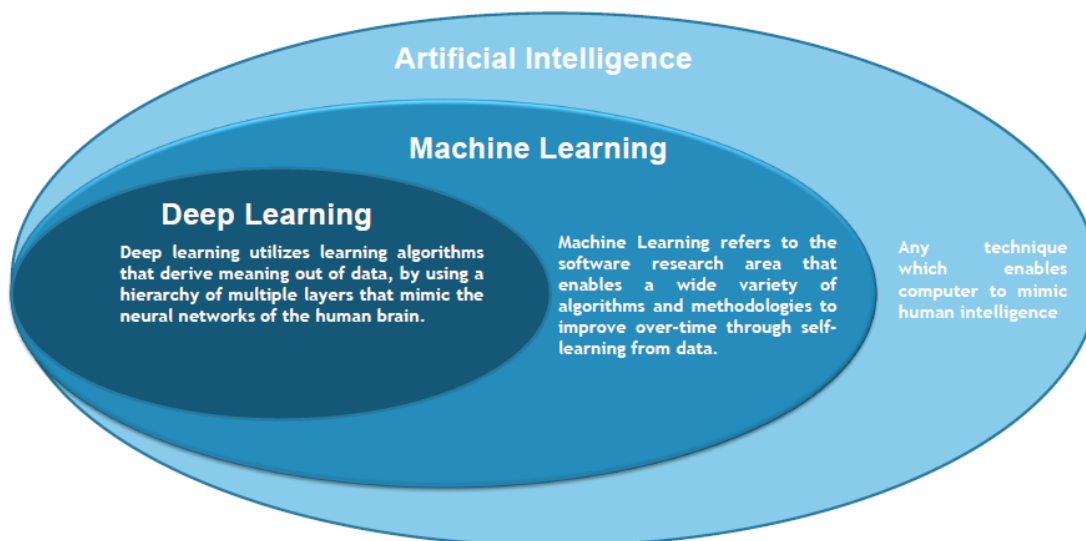 Artificial Intelligence
Machine Learning
Deep Learning
Deep learning utilizes learning algorithms
that derive meaning out of data, by using a
hierarchy of multiple layers that mimic the
neural networks of the human brain.
Machine Learning refers to the
software research area that
enables a wide variety of
algorithms and methodologies to
improve over-time through self-
learning from data.
Any technique
which enables
computer to mimic
human intelligence